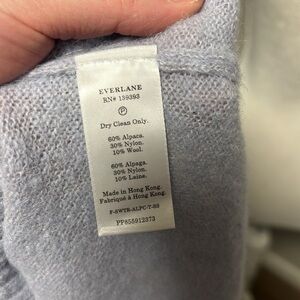 EVERLANE
RN# 139393
P
Dry Clean Only.
60% Alpaca.
30% Nylon.
10% Wool.
60% Alpaga.
30% Nylon.
10% Laine.
Made in Hong Kong.
Fabriqué à Hong Kong.
F-SWTR-ALPC-T-SS
PP855912373